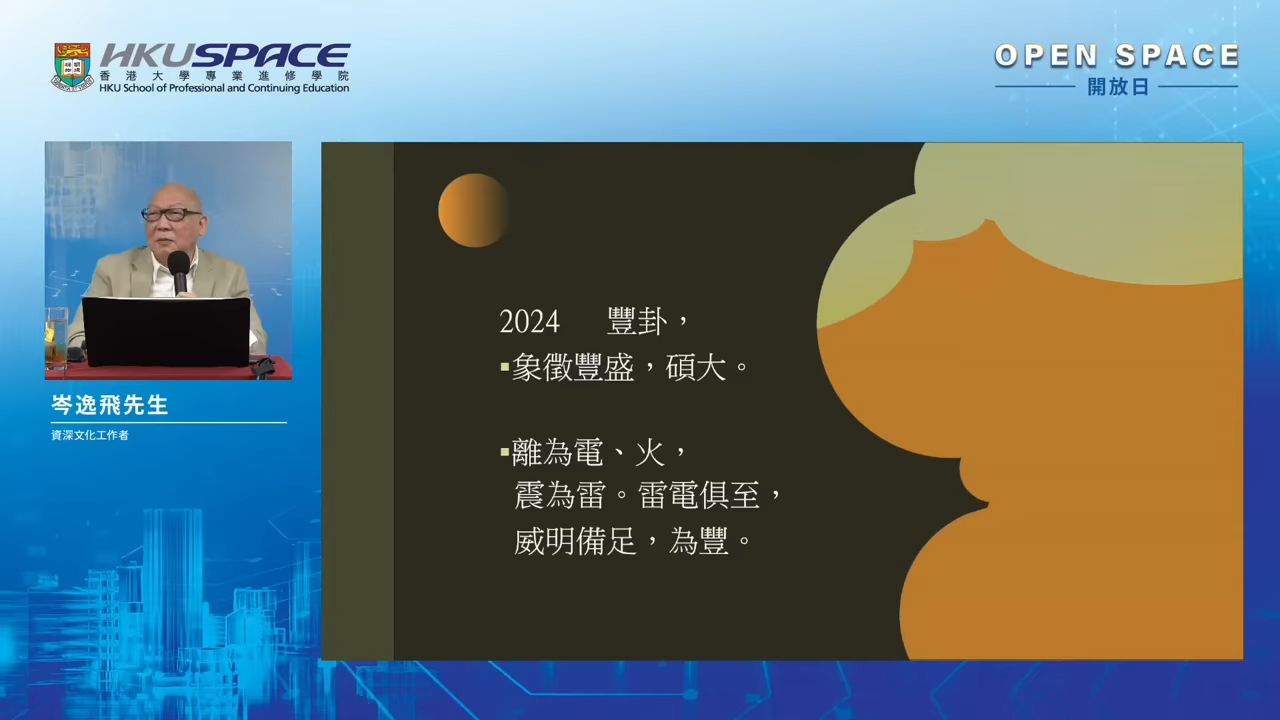 HKUSPACE
香港大學專業進修學院
HKU School of Professional and Continuing Education
OPEN SPACE
開放日
岑逸飛先生
資深文化工作者
2024 豐卦，
▪象徵豐盛，碩大。
▪離為電、火，
震為雷。雷電俱至，
威明備足，為豐。